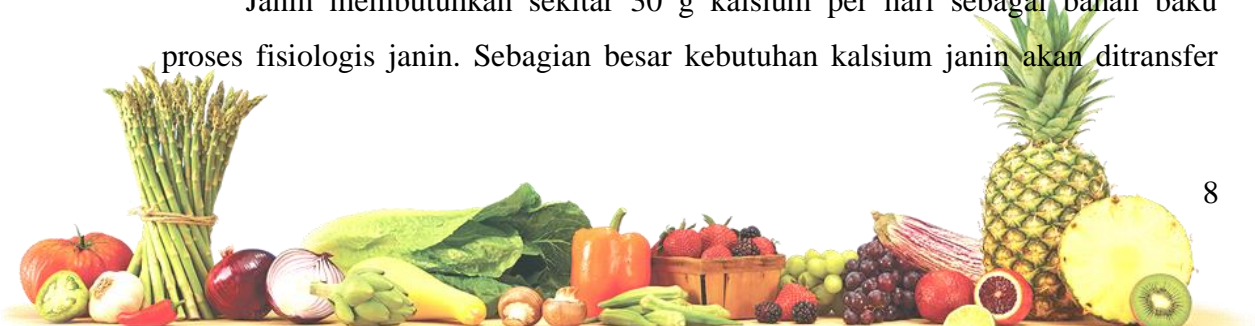 Janin membutuhkan sekitar 30 g kalsium per hari sebagai bahan baku
proses fisiologis janin. Sebagian besar kebutuhan kalsium janin akan ditransfer
8